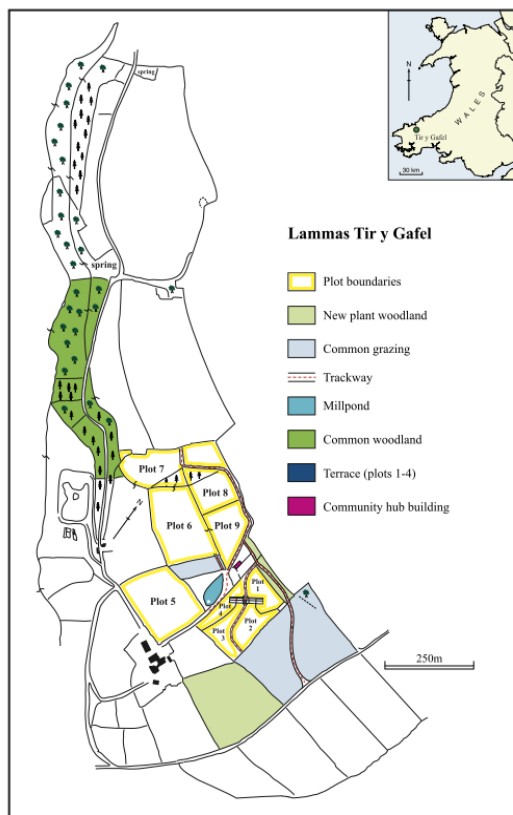 spring
spring
N
WALES
Tir y Gafel
30 km
Lammas Tir y Gafel
Plot boundaries
New plant woodland
Common grazing
Trackway
Millpond
Common woodland
Terrace (plots 1-4)
Community hub building
Plot 7
Plot 8
Plot 6
Plot 9
Plot 5
Plot
1
Plot
4
Plot
2
Plot
3
N
250m